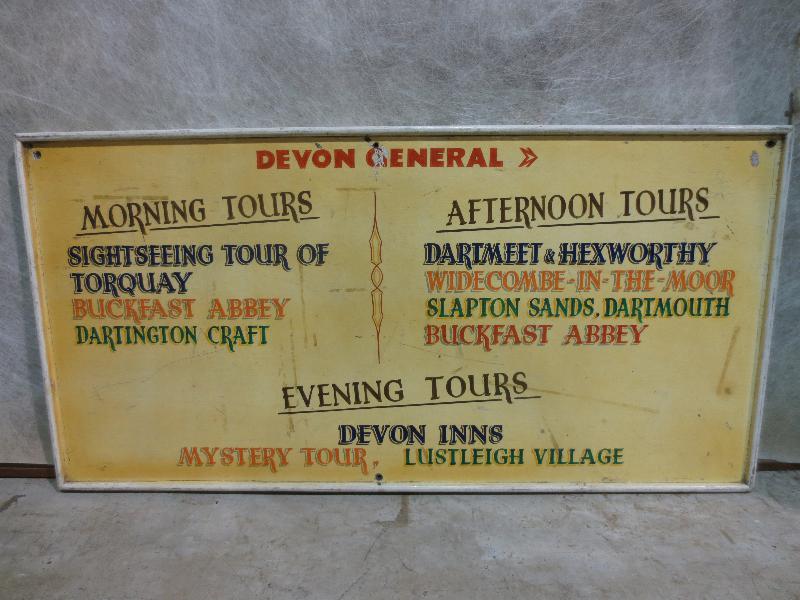 DEVON GENERAL »
MORNING TOURS
SIGHTSEEING TOUR OF
TORQUAY
BUCKFAST ABBEY
DARTINGTON CRAFT
AFTERNOON TOURS
DARTMEET & HEXWORTHY
WIDECOMBE-IN-THE-MOOR
SLAPTON SANDS, DARTMOUTH
BUCKFAST ABBEY
EVENING TOURS
DEVON INNS
MYSTERY TOUR, LUSTLEIGH VILLAGE